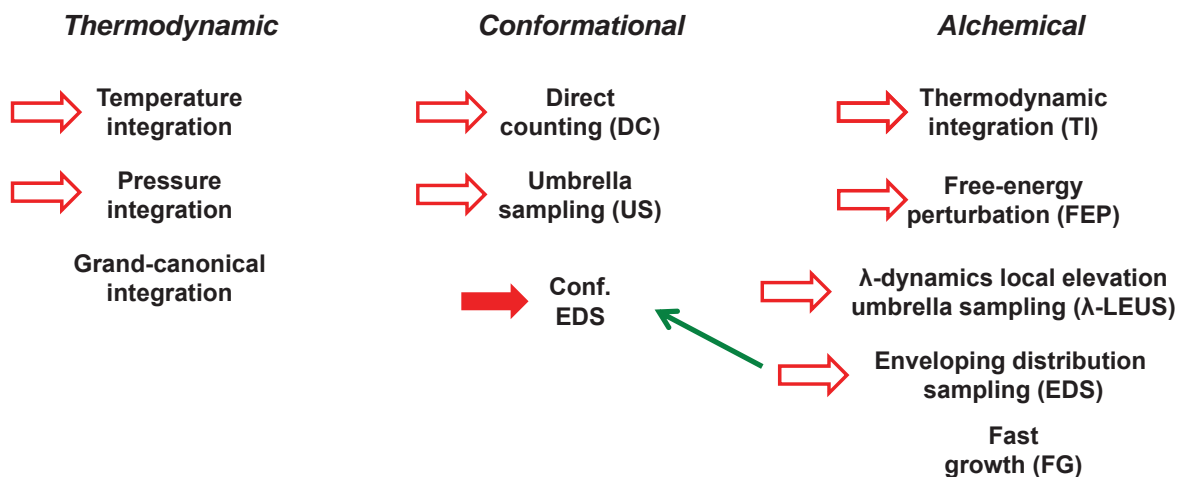 Thermodynamic
Temperature
integration
Pressure
integration
Grand-canonical
integration
Conformational
Direct
counting (DC)
Umbrella
sampling (US)
Conf.
EDS
Alchemical
Thermodynamic
integration (TI)
Free-energy
perturbation (FEP)
λ-dynamics local elevation
umbrella sampling (λ-LEUS)
Enveloping distribution
sampling (EDS)
Fast
growth (FG)